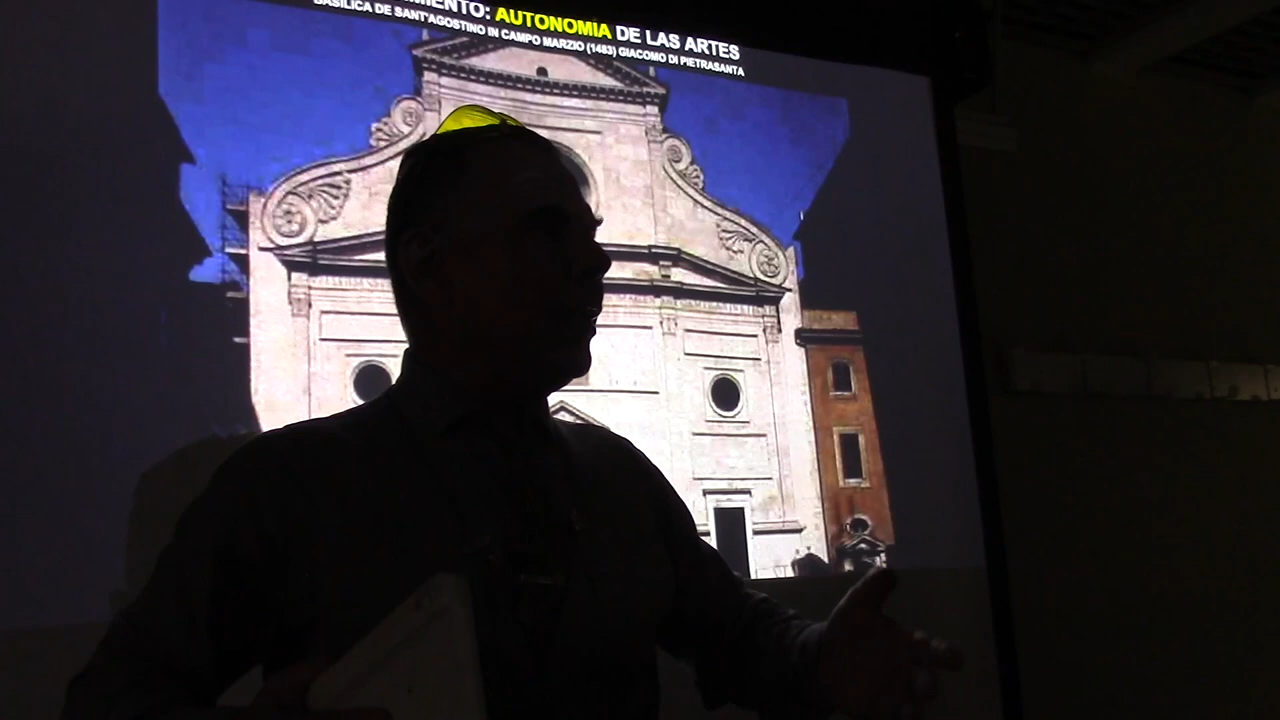 MIENTO: AUTONOMIA DE LAS ARTES
BASILICA DE SANT'AGOSTINO IN CAMPO MARZIO (1483) GIACOMO DI PIETRASANTA